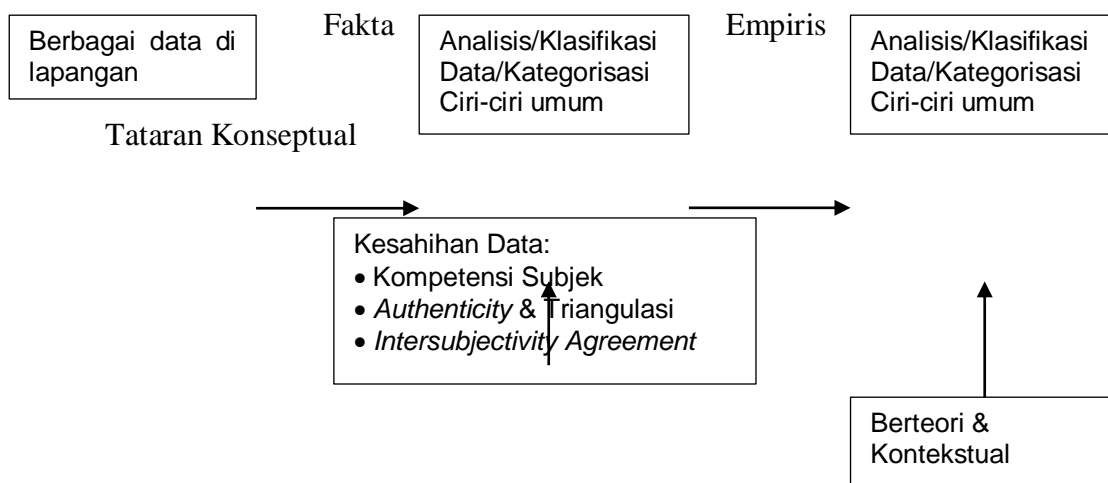 Fakta
Empiris
Berbagai data di
lapangan
Analisis/Klasifikasi
Data/Kategorisasi
Ciri-ciri umum
Analisis/Klasifikasi
Data/Kategorisasi
Ciri-ciri umum
Tataran Konseptual
Kesahihan Data:
• Kompetensi Subjek
• Authenticity & Triangulasi
• Intersubjectivity Agreement
Berteori &
Kontekstual